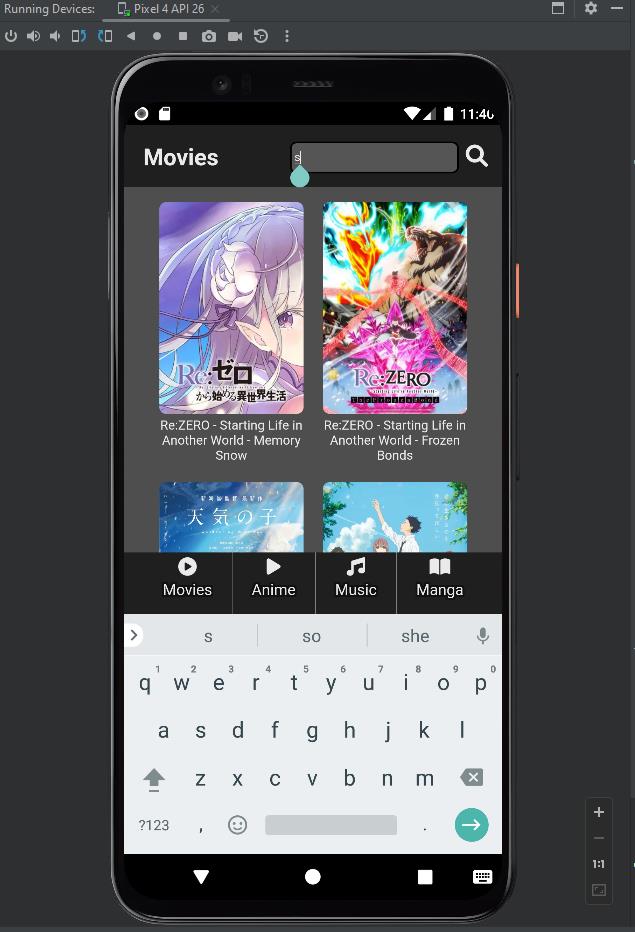 Running Devices: Pixel 4 API 26
11:46
Movies
s
Re:ゼロ
から始める異世界生活
Re:ZERO
Re:ZERO - Starting Life in
Another World - Memory
Snow
Re:ZERO - Starting Life in
Another World - Frozen
Bonds
天気の子
Movies Anime Music Manga
s so she
1 2 3 4 5 6 7 8 9 0
q w e r t y u i o p
a s d f g h j k l
z x c v b n m
?123 , .
1:1